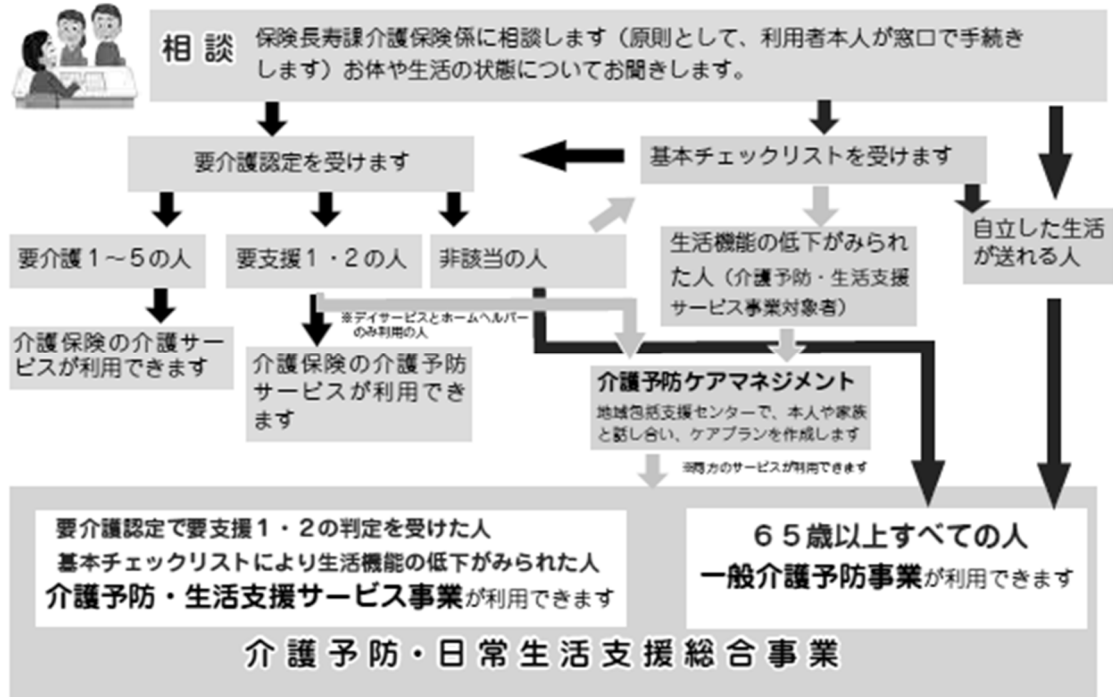 相談
保険長寿課介護保険係に相談します（原則として、利用者本人が窓口で手続き
します）お体や生活の状態についてお聞きします。
要介護認定を受けます
基本チェックリストを受けます
要介護１～５の人
要支援１・２の人
非該当の人
生活機能の低下がみられ
た人（介護予防・生活支援
サービス事業対象者）
自立した生活
が送れる人
※デイサービスとホームヘルパー
のみ利用の人
介護保険の介護サー
ビスが利用できます
介護保険の介護予防
サービスが利用でき
ます
介護予防ケアマネジメント
地域包括支援センターで、本人や家族
と話し合い、ケアプランを作成します
※両方のサービスが利用できます
要介護認定で要支援１・２の判定を受けた人
基本チェックリストにより生活機能の低下がみられた人
介護予防・生活支援サービス事業が利用できます
６５歳以上すべての人
一般介護予防事業が利用できます
介護予防・日常生活支援総合事業